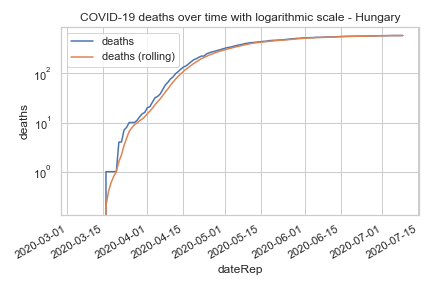 COVID-19 deaths over time with logarithmic scale - Hungary
deaths
deaths (rolling)
deaths
10²
10¹
10⁰
2020-03-01
2020-03-15
2020-04-01
2020-04-15
2020-05-01
2020-05-15
2020-06-01
2020-06-15
2020-07-01
2020-07-15
dateRep